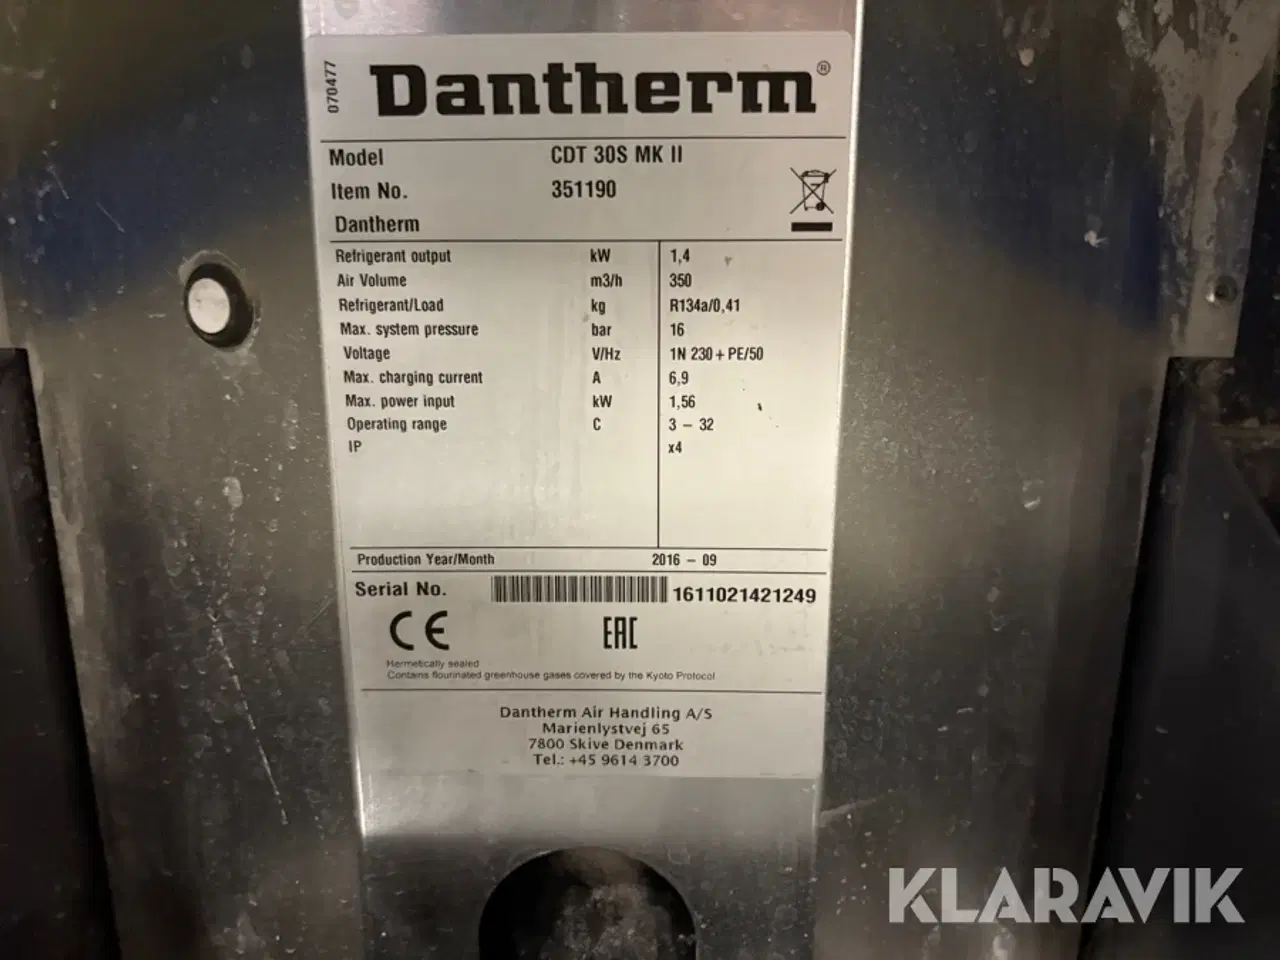 070477
Dantherm®
Model CDT 30S MK II
Item No. 351190
Dantherm
Refrigerant output kW 1,4
Air Volume m3/h 350
Refrigerant/Load kg R134a/0,41
Max. system pressure bar 16
Voltage V/Hz 1N 230 + PE/50
Max. charging current A 6,9
Max. power input kW 1,56
Operating range C 3 – 32
IP x4
Production Year/Month 2016 – 09
Serial No. 1611021421249
CE EAC
Hermetically sealed
Contains flourinated greenhouse gases covered by the Kyoto Protocol
Dantherm Air Handling A/S
Marienlystvej 65
7800 Skive Denmark
Tel.: +45 9614 3700
KLARAVIK